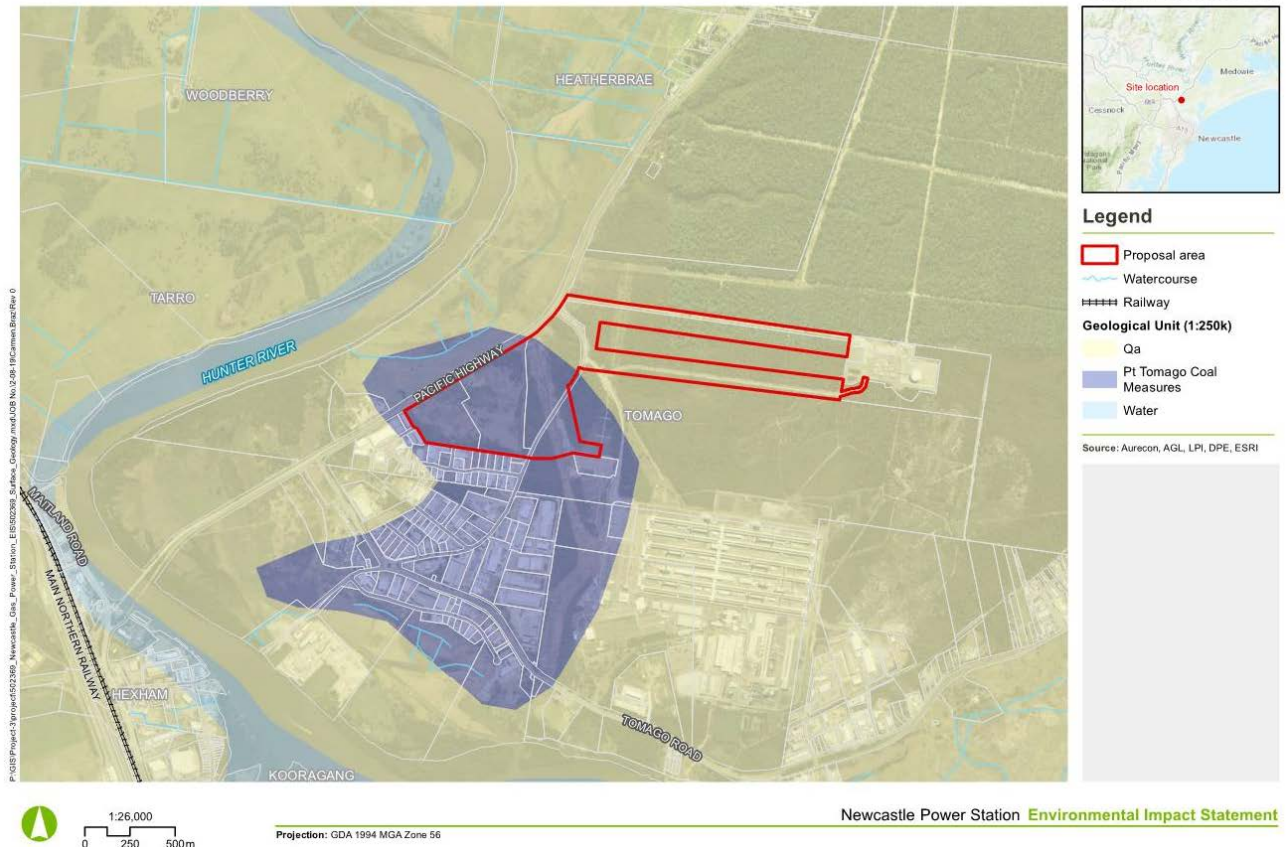 WOODBERRY
HEATHERBRAE
TARRO
HUNTER RIVER
PACIFIC HIGHWAY
TOMAGO
MAITLAND ROAD
MAIN NORTHERN RAILWAY
HEXHAM
TOMAGO ROAD
KOORAGANG
Medowie
Site location
Cessnock
Newcastle
Legend
Proposal area
Watercourse
Railway
Geological Unit (1:250k)
Qa
Pt Tomago Coal
Measures
Water
Source: Aurecon, AGL, LPI, DPE, ESRI
1:26,000
0 250 500m
Projection: GDA 1994 MGA Zone 56
Newcastle Power Station Environmental Impact Statement